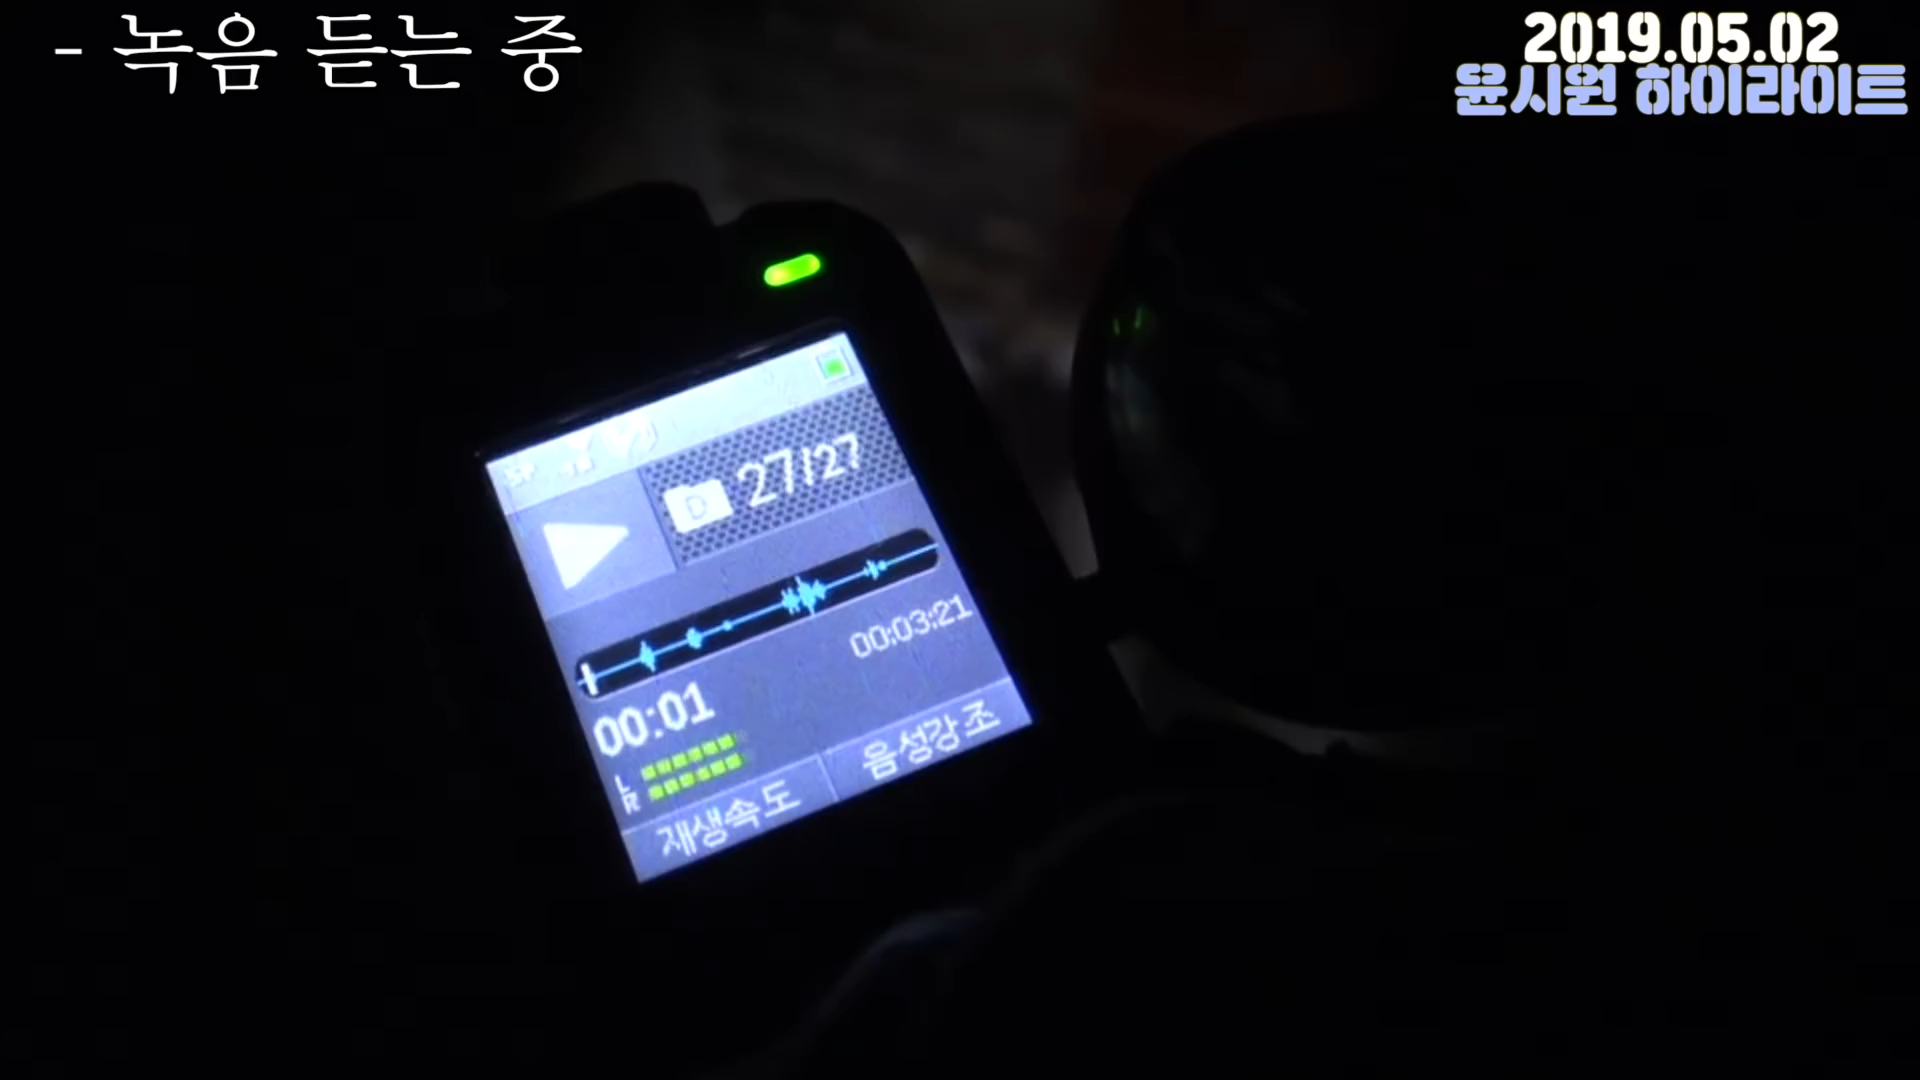 - 녹음 듣는 중
2019.05.02
윤시원 하이라이트
D 27/27
00:03:21
00:01
L
R
재생속도
음성강조